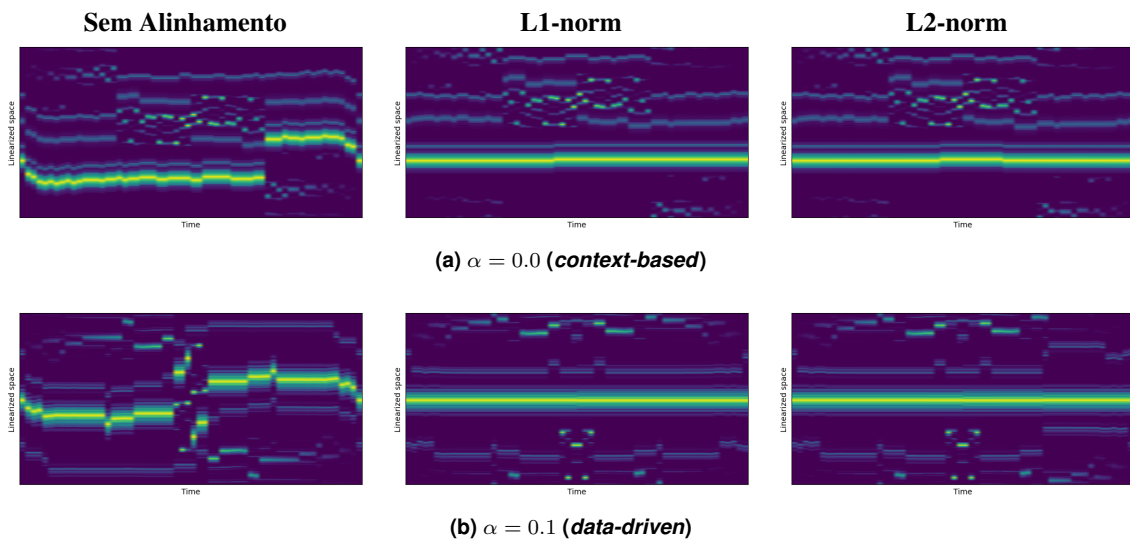 Sem Alinhamento L1-norm L2-norm
Linearized space Linearized space Linearized space
Time Time Time
(a) α = 0.0 (context-based)
Linearized space Linearized space Linearized space
Time Time Time
(b) α = 0.1 (data-driven)